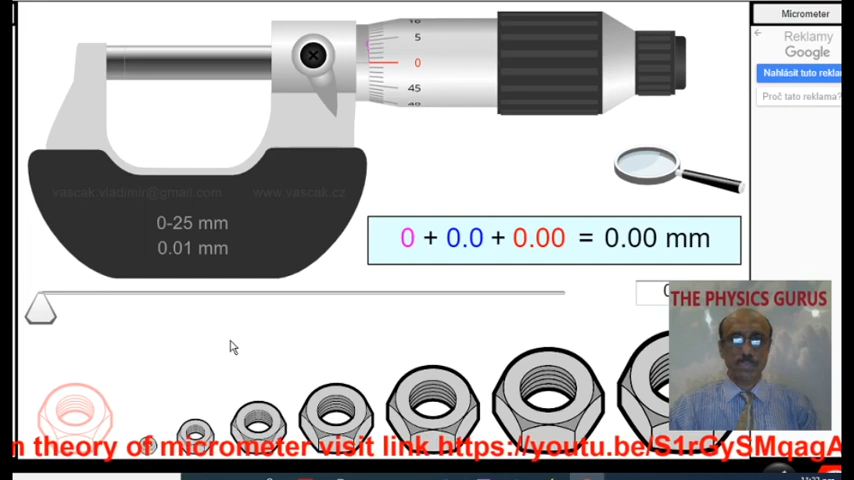 Micrometer
Reklamy
Google
Nahlásit tuto rekla
Proč tato reklama?
5
0
45
vascak.vladimir@gmail.com www.vascak.cz
0-25 mm
0.01 mm
0 + 0.0 + 0.00 = 0.00 mm
THE PHYSICS GURUS
n theory of micrometer visit link https://youtu.be/S1rGySMqagA